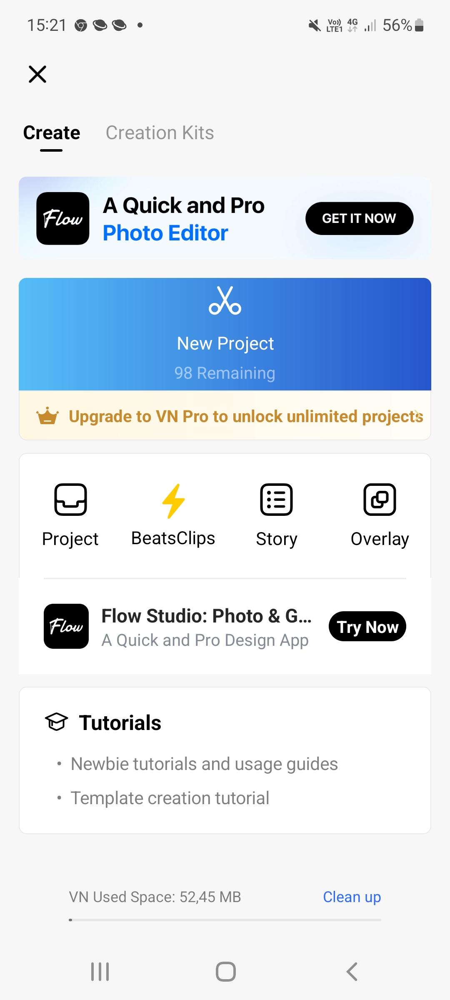 15:21
Vo)) 4G 56%
LTE1
Create Creation Kits
Flow
A Quick and Pro
Photo Editor
GET IT NOW
New Project
98 Remaining
Upgrade to VN Pro to unlock unlimited projects
Project BeatsClips Story Overlay
Flow
Flow Studio: Photo & G...
A Quick and Pro Design App
Try Now
Tutorials
• Newbie tutorials and usage guides
• Template creation tutorial
VN Used Space: 52,45 MB Clean up